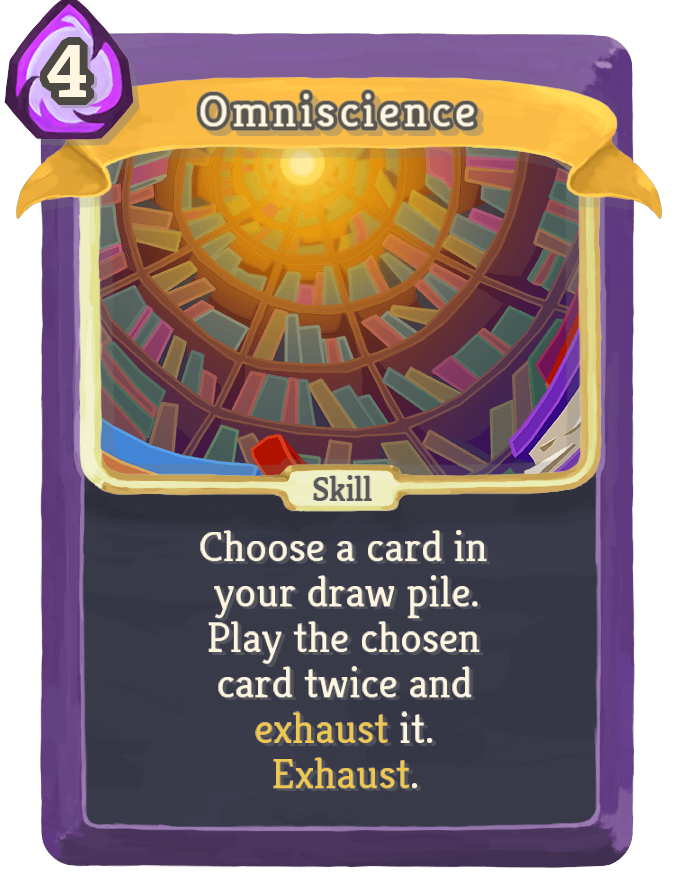 4
Omniscience
Skill
Choose a card in
your draw pile.
Play the chosen
card twice and
exhaust it.
Exhaust.